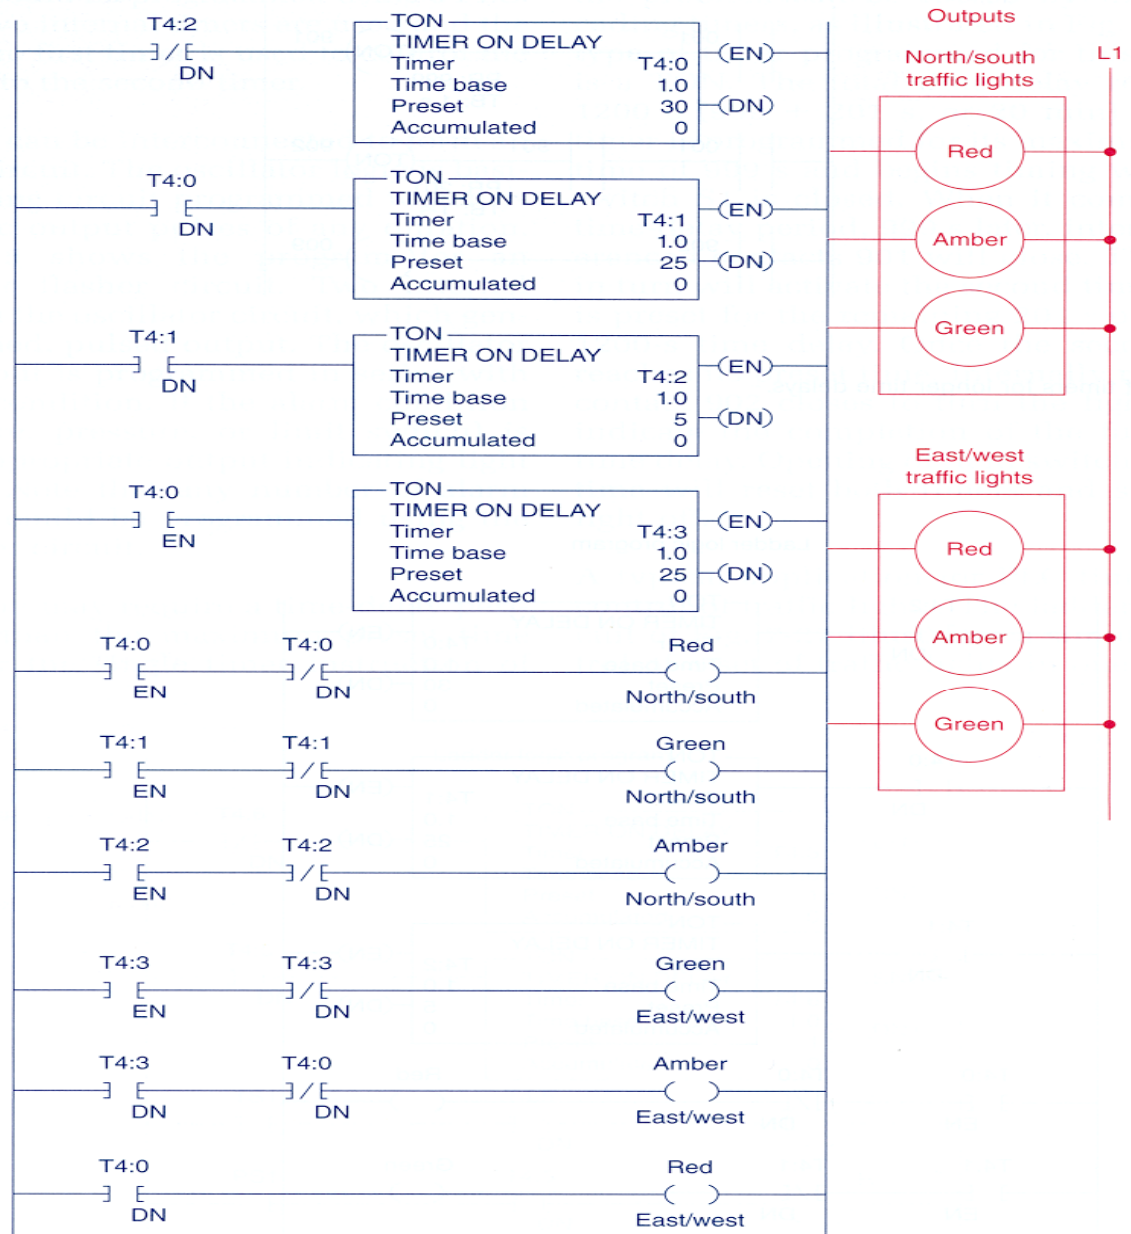 T4:2
DN
TON
TIMER ON DELAY
Timer T4:0
Time base 1.0
Preset 30
Accumulated 0
(EN)
(DN)
T4:0
DN
TON
TIMER ON DELAY
Timer T4:1
Time base 1.0
Preset 25
Accumulated 0
(EN)
(DN)
T4:1
DN
TON
TIMER ON DELAY
Timer T4:2
Time base 1.0
Preset 5
Accumulated 0
(EN)
(DN)
T4:0
EN
TON
TIMER ON DELAY
Timer T4:3
Time base 1.0
Preset 25
Accumulated 0
(EN)
(DN)
T4:0 T4:0 Red
EN DN North/south
T4:1 T4:1 Green
EN DN North/south
T4:2 T4:2 Amber
EN DN North/south
T4:3 T4:3 Green
EN DN East/west
T4:3 T4:0 Amber
DN DN East/west
T4:0 Red
DN East/west
Outputs
L1
North/south
traffic lights
Red
Amber
Green
East/west
traffic lights
Red
Amber
Green